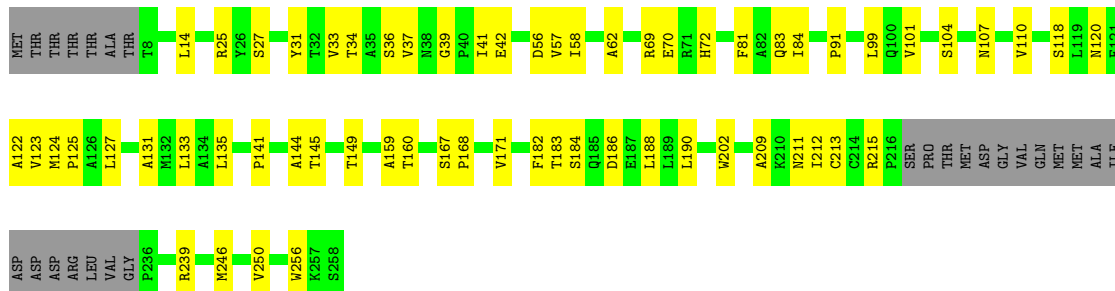 MET THR THR THR THR ALA THR T8 L14 R25 Y26 S27 Y31 T32 V33 T34 A35 S36 V37 N38 G39 P40 I41 E42 D56 V57 I58 A62 R69 E70 R71 H72 F81 A82 Q83 I84 P91 L99 Q100 V101 S104 N107 V110 S118 L119 N120 E121
A122 V123 M124 P125 A126 L127 A131 M132 L133 A134 L135 P141 A144 T145 T149 A159 T160 S167 P168 V171 F182 T183 S184 Q185 D186 E187 L188 L189 L190 W202 A209 K210 N211 I212 C213 C214 R215 P216 SER PRO THR MET ASP GLY VAL GLN MET MET ALA ILE
ASP ASP ASP ARG LEU VAL GLY P236 R239 M246 V250 W256 K257 S258